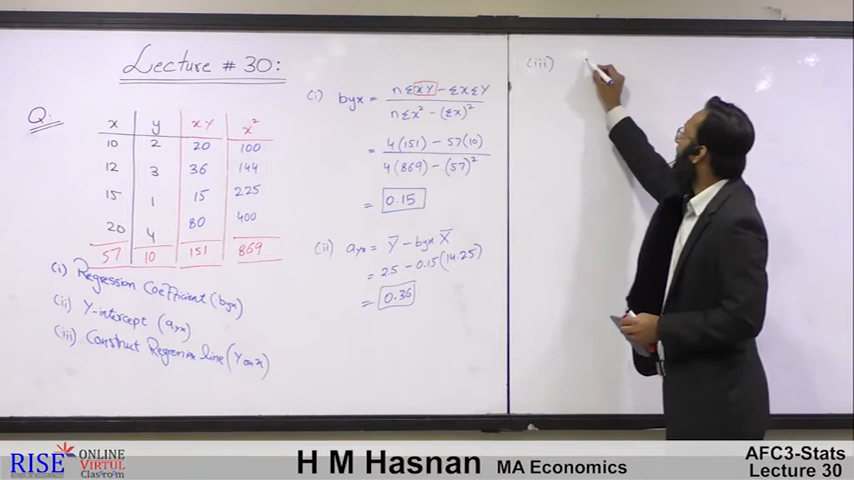 Lecture # 30:
Q:
x y xy x²
10 2 20 100
12 3 36 144
15 1 15 225
20 4 80 400
57 10 151 869
(i) Regression Coefficient (byx)
(ii) Y-intercept (ayx)
(iii) Construct Regression line (Y on x)
(i) byx = nΣXY - ΣXΣY / nΣx² - (Σx)²
= 4(151) - 57(10) / 4(869) - (57)²
= 0.15
(ii) ayx = Y̅ - byx X̅
= 2.5 - 0.15(14.25)
= 0.36
(iii)
RISE ONLINE VIRTUL Classroom
H M Hasnan MA Economics
AFC3-Stats
Lecture 30